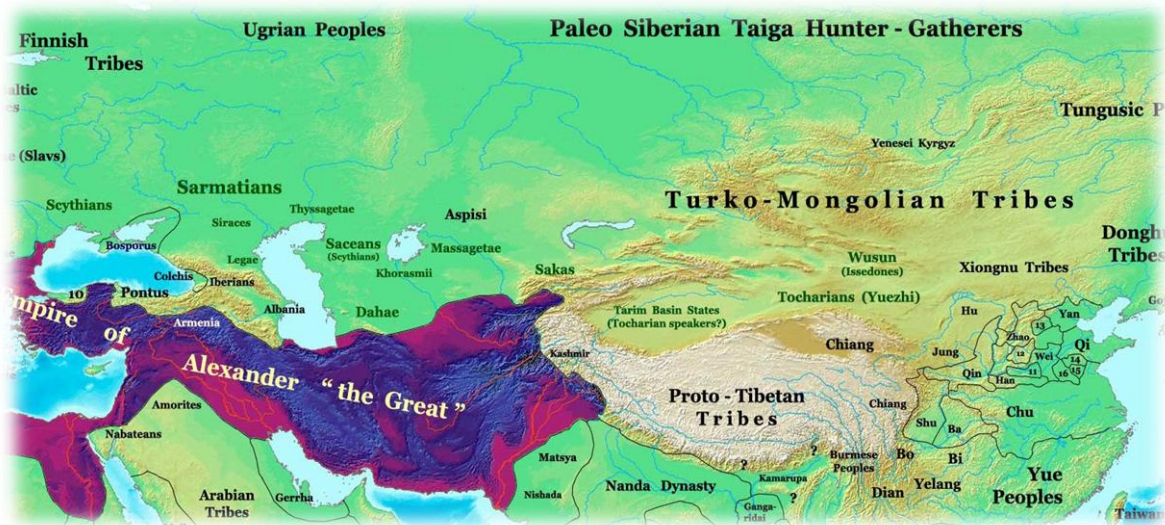 Finnish
Tribes
Ugrian Peoples
Paleo Siberian Taiga Hunter - Gatherers
Tungusic P
altic
(Slavs)
Yenesei Kyrgyz
Sarmatians
Turko-Mongolian Tribes
Scythians
Siraces
Thyssagetae
Aspisi
Donghu
Tribes
Bosporus
Legae
Saceans
(Scythians)
Massagetae
Wusun
(Issedones)
Xiongnu Tribes
Colchis
Iberians
Khorasmii
Sakas
10
Pontus
Albania
Dahae
Tocharians (Yuezhi)
Tarim Basin States
(Tocharian speakers?)
Hu
Yan
13
Zhao
12
Qi
Armenia
Empire of Alexander " the Great "
Kashmir
Chiang
Jung
Wei
14
15
16
11
Qin
Han
Proto - Tibetan
Tribes
Chiang
Chu
Shu
Ba
Amorites
Nabateans
Matsya
Burmese
Peoples
Bo
Bi
Yue
Peoples
?
Kamarupa
?
Arabian
Tribes
Gerrha
Nishada
Nanda Dynasty
Ganga-
ridai
Dian
Yelang
Taiwan